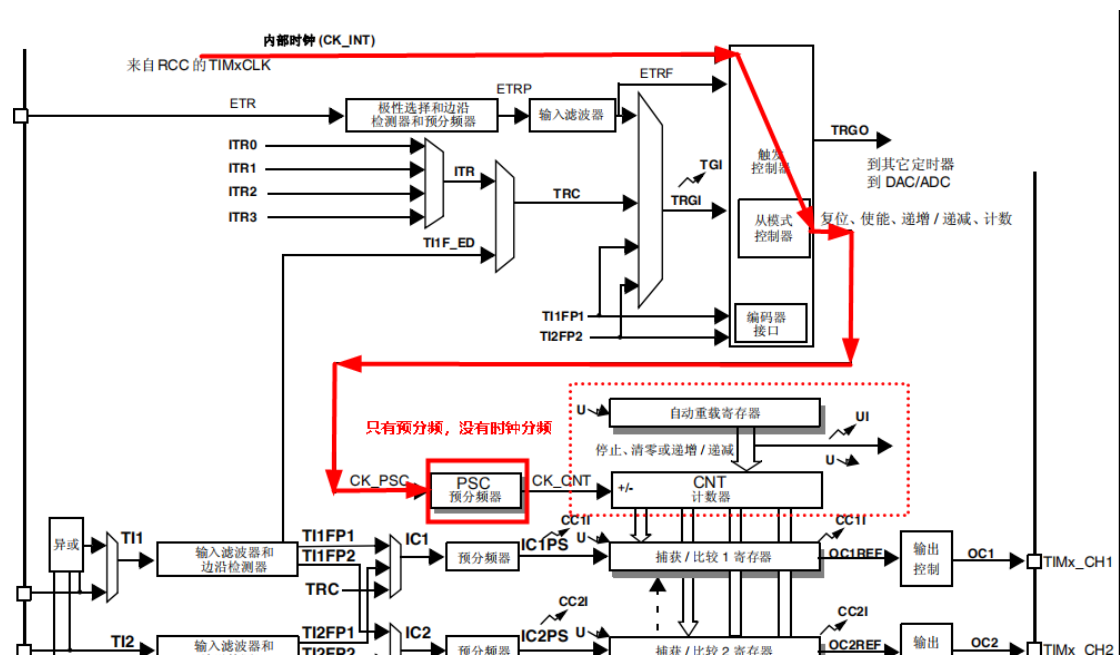 内部时钟 (CK_INT)
来自 RCC 的 TIMxCLK
ETR
极性选择和边沿
检测器和预分频器
ETRP
输入滤波器
ETRF
ITR0
ITR1
ITR2
ITR3
ITR
TRC
TI1F_ED
TGI
TRGI
触发
控制器
TRGO
到其它定时器
到 DAC/ADC
从模式
控制器
复位、使能、递增 / 递减、计数
TI1FP1
TI2FP2
编码器
接口
只有预分频，没有时钟分频
U
自动重载寄存器
UI
停止、清零或递增 / 递减
U
CK_PSC
PSC
预分频器
CK_CNT
+/-
CNT
计数器
异或
TI1
输入滤波器和
边沿检测器
TI1FP1
TI1FP2
TRC
IC1
预分频器
IC1PS
CC1I
U
捕获 / 比较 1 寄存器
CC1I
OC1REF
输出
控制
OC1
TIMx_CH1
TI2
输入滤波器和
TI2FP1
TI2FP2
IC2
预分频器
IC2PS
CC2I
U
捕获 / 比较 2 寄存器
CC2I
OC2REF
输出
OC2
TIMx_CH2